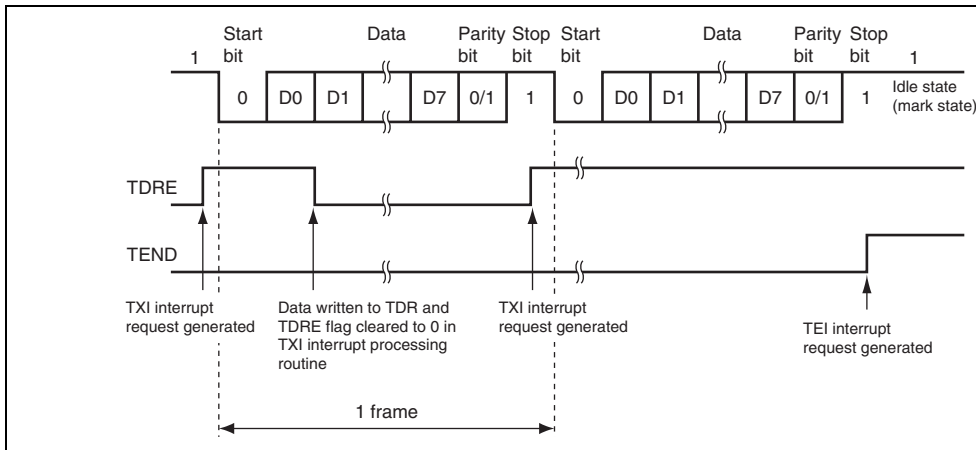 Start bit Data Parity bit Stop bit Start bit Data Parity bit Stop bit
1 1
0 D0 D1 D7 0/1 1 0 D0 D1 D7 0/1 1
Idle state
(mark state)
TDRE
TEND
TXI interrupt
request generated
Data written to TDR and
TDRE flag cleared to 0 in
TXI interrupt processing
routine
TXI interrupt
request generated
TEI interrupt
request generated
1 frame